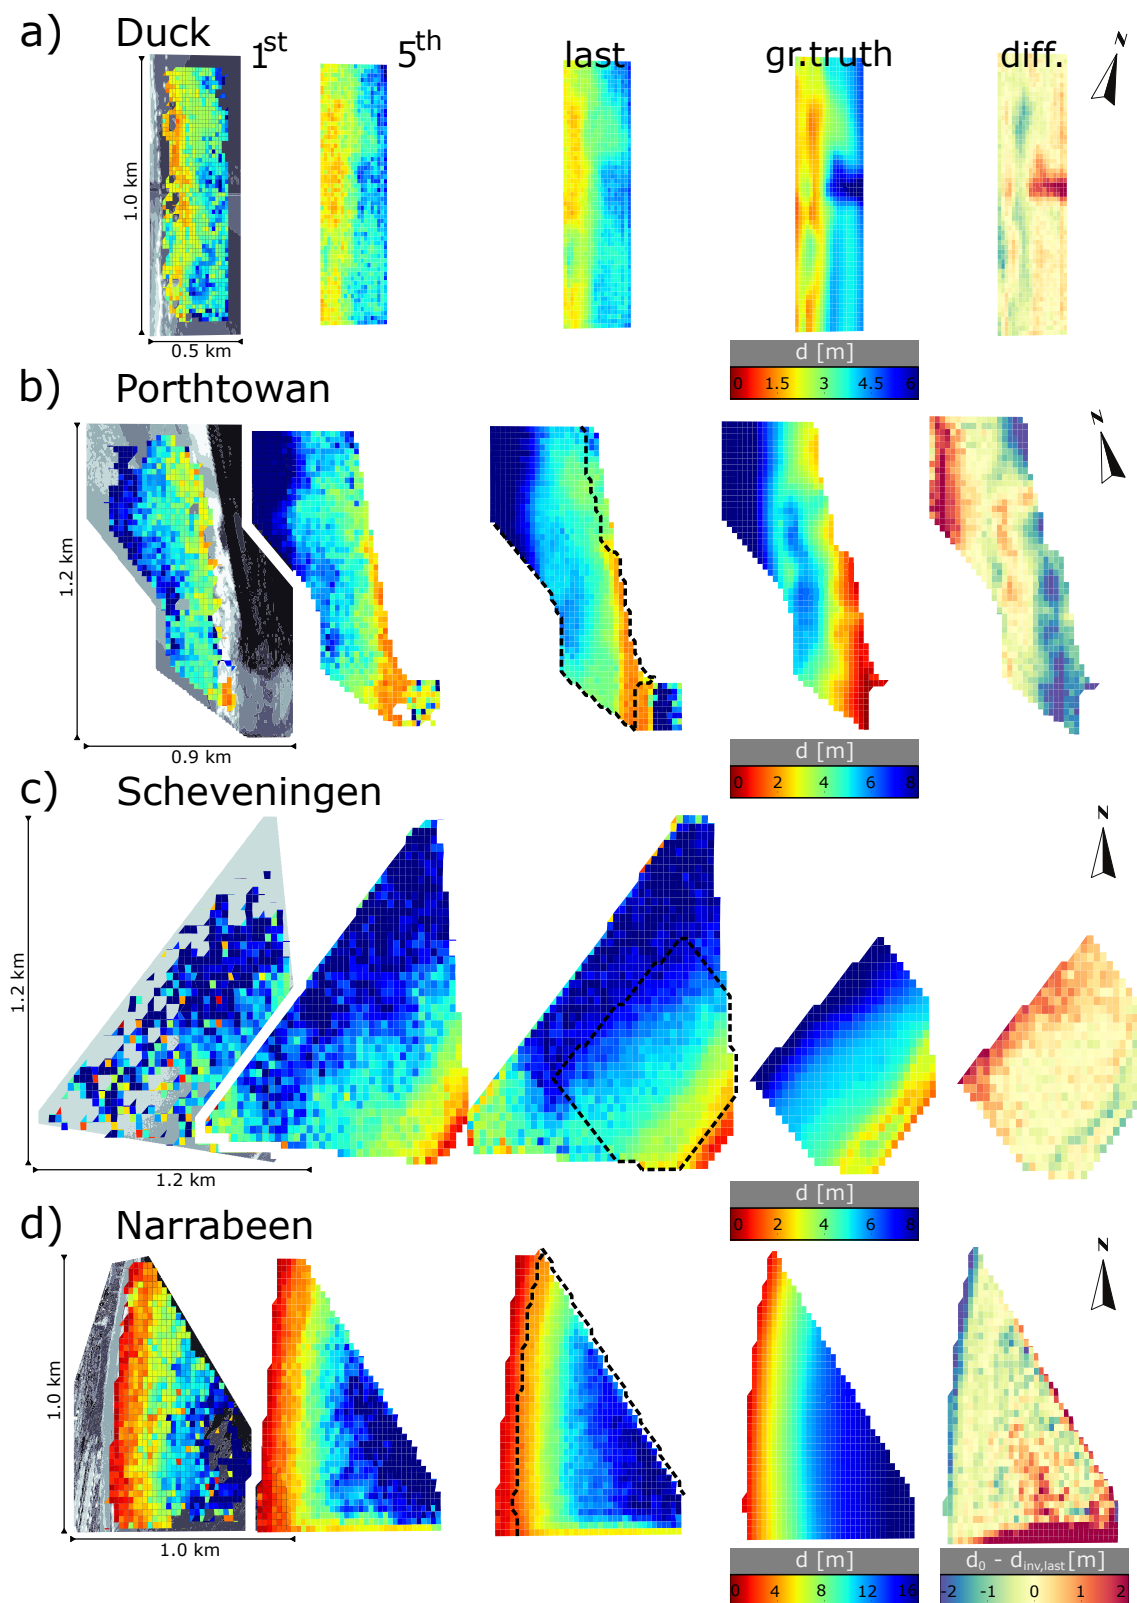 a) Duck
1st 5th last gr.truth diff. N
1.0 km
0.5 km
d [m]
0 1.5 3 4.5 6
b) Porthtowan
N
1.2 km
0.9 km
d [m]
0 2 4 6 8
c) Scheveningen
N
1.2 km
1.2 km
d [m]
0 2 4 6 8
d) Narrabeen
N
1.0 km
1.0 km
d [m] d0 - dinv,last [m]
0 4 8 12 16 -2 -1 0 1 2